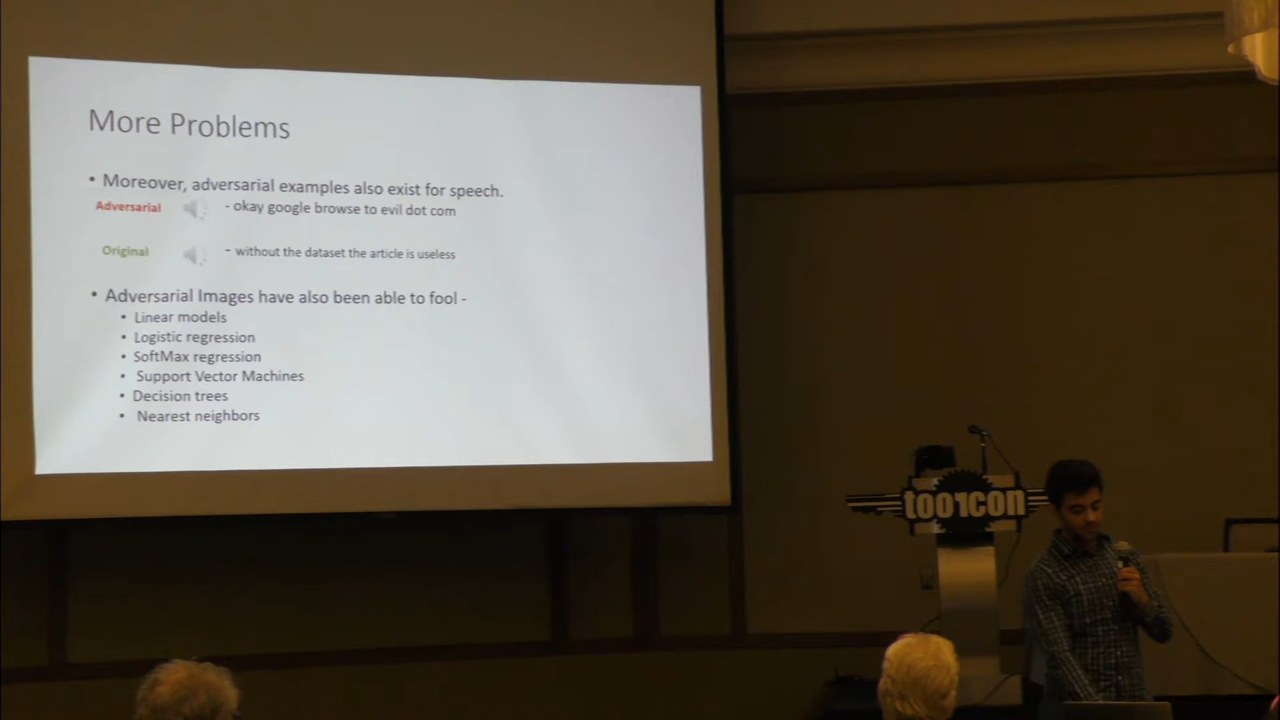 More Problems
• Moreover, adversarial examples also exist for speech.
Adversarial - okay google browse to evil dot com
Original - without the dataset the article is useless
• Adversarial Images have also been able to fool -
• Linear models
• Logistic regression
• SoftMax regression
• Support Vector Machines
• Decision trees
• Nearest neighbors
toorcon